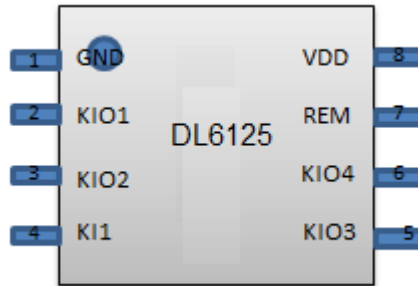 1 GND VDD 8
2 KIO1 REM 7
DL6125
3 KIO2 KIO4 6
4 KI1 KIO3 5